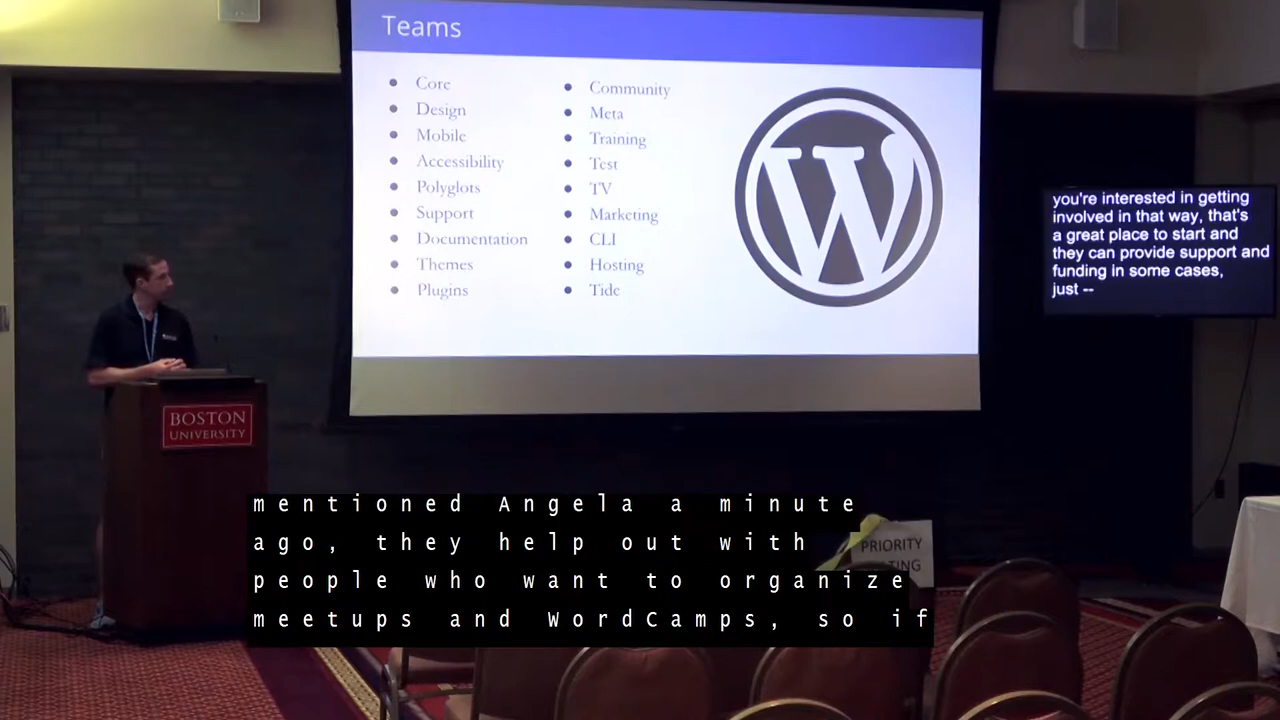 Teams
Core
Design
Mobile
Accessibility
Polyglots
Support
Documentation
Themes
Plugins
Community
Meta
Training
Test
TV
Marketing
CLI
Hosting
Tide
W
you're interested in getting
involved in that way, that's
a great place to start and
they can provide support and
funding in some cases,
just --
BOSTON
UNIVERSITY
PRIORITY
mentioned Angela a minute
ago, they help out with
people who want to organize
meetups and WordCamps, so if